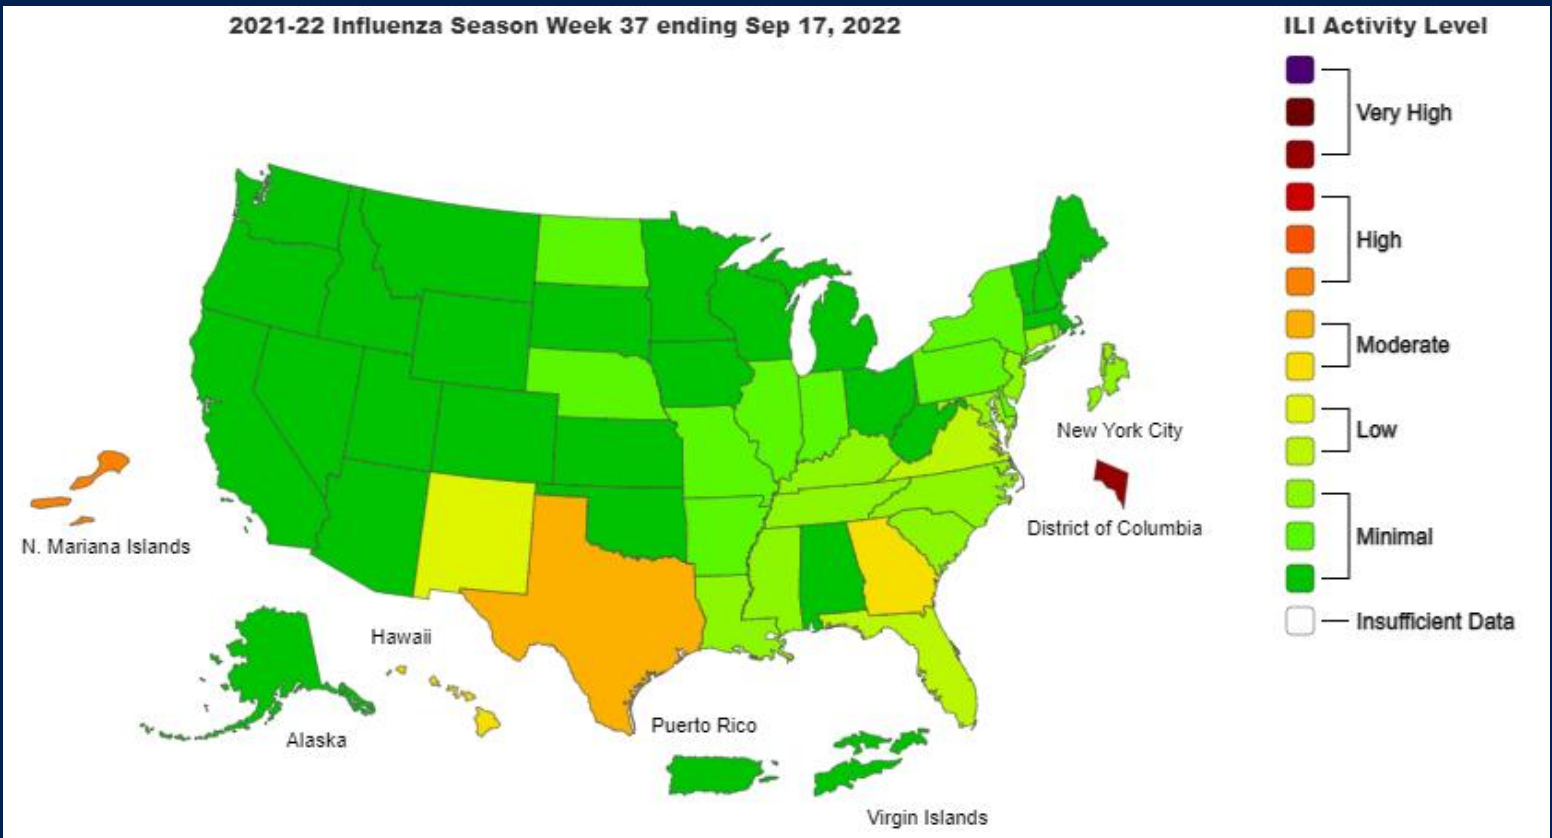 2021-22 Influenza Season Week 37 ending Sep 17, 2022
ILI Activity Level
Very High
High
Moderate
Low
Minimal
Insufficient Data
New York City
District of Columbia
N. Mariana Islands
Hawaii
Alaska
Puerto Rico
Virgin Islands